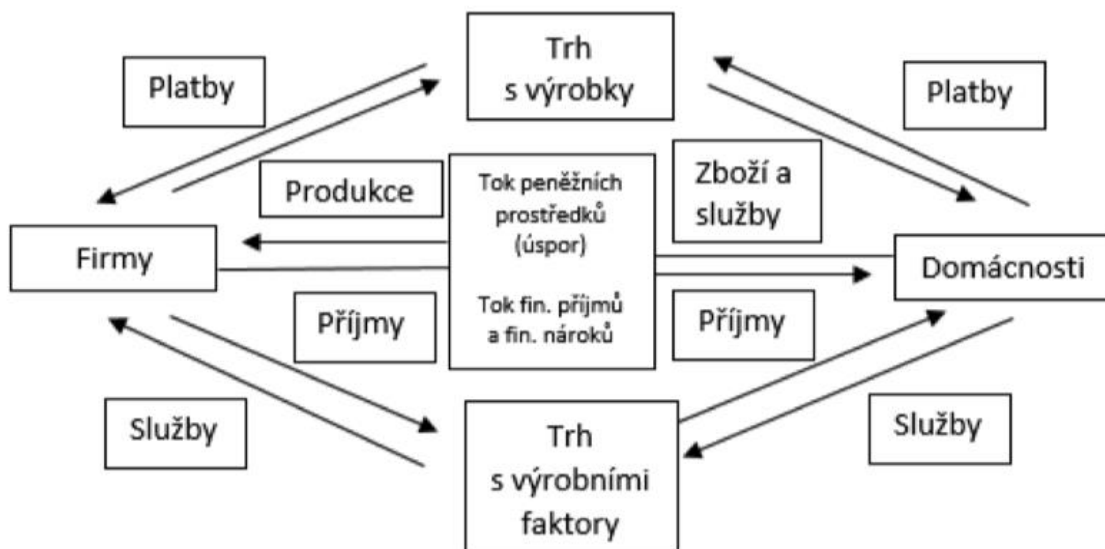 Trh
s výrobky
Platby
Platby
Produkce
Tok peněžních
prostředků
(úspor)
Tok fin. příjmů
a fin. nároků
Zboží a
služby
Firmy
Domácnosti
Příjmy
Příjmy
Služby
Služby
Trh
s výrobními
faktory